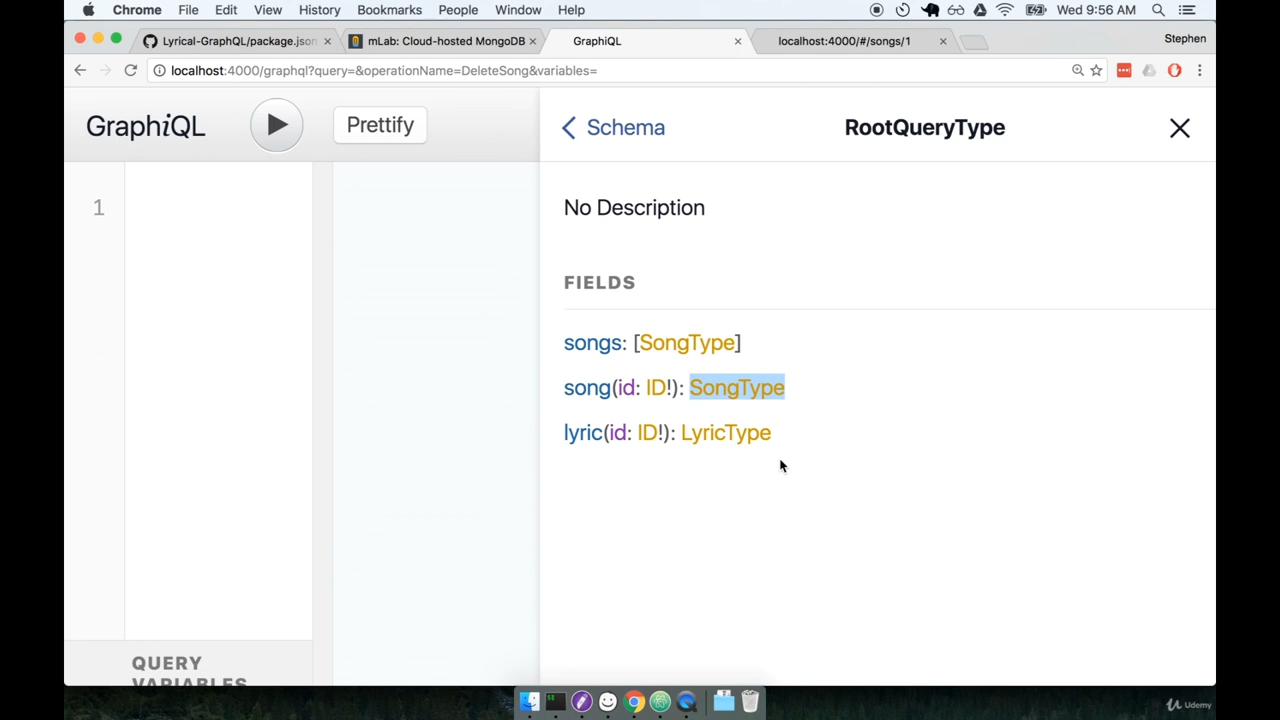 Chrome File Edit View History Bookmarks People Window Help Wed 9:56 AM
Lyrical-GraphQL/package.json mLab: Cloud-hosted MongoDB GraphiQL localhost:4000/#/songs/1 Stephen
localhost:4000/graphql?query=&operationName=DeleteSong&variables=
GraphiQL Prettify Schema RootQueryType
No Description
1
FIELDS
songs: [SongType]
song(id: ID!): SongType
lyric(id: ID!): LyricType
QUERY
VARIABLES
Udemy